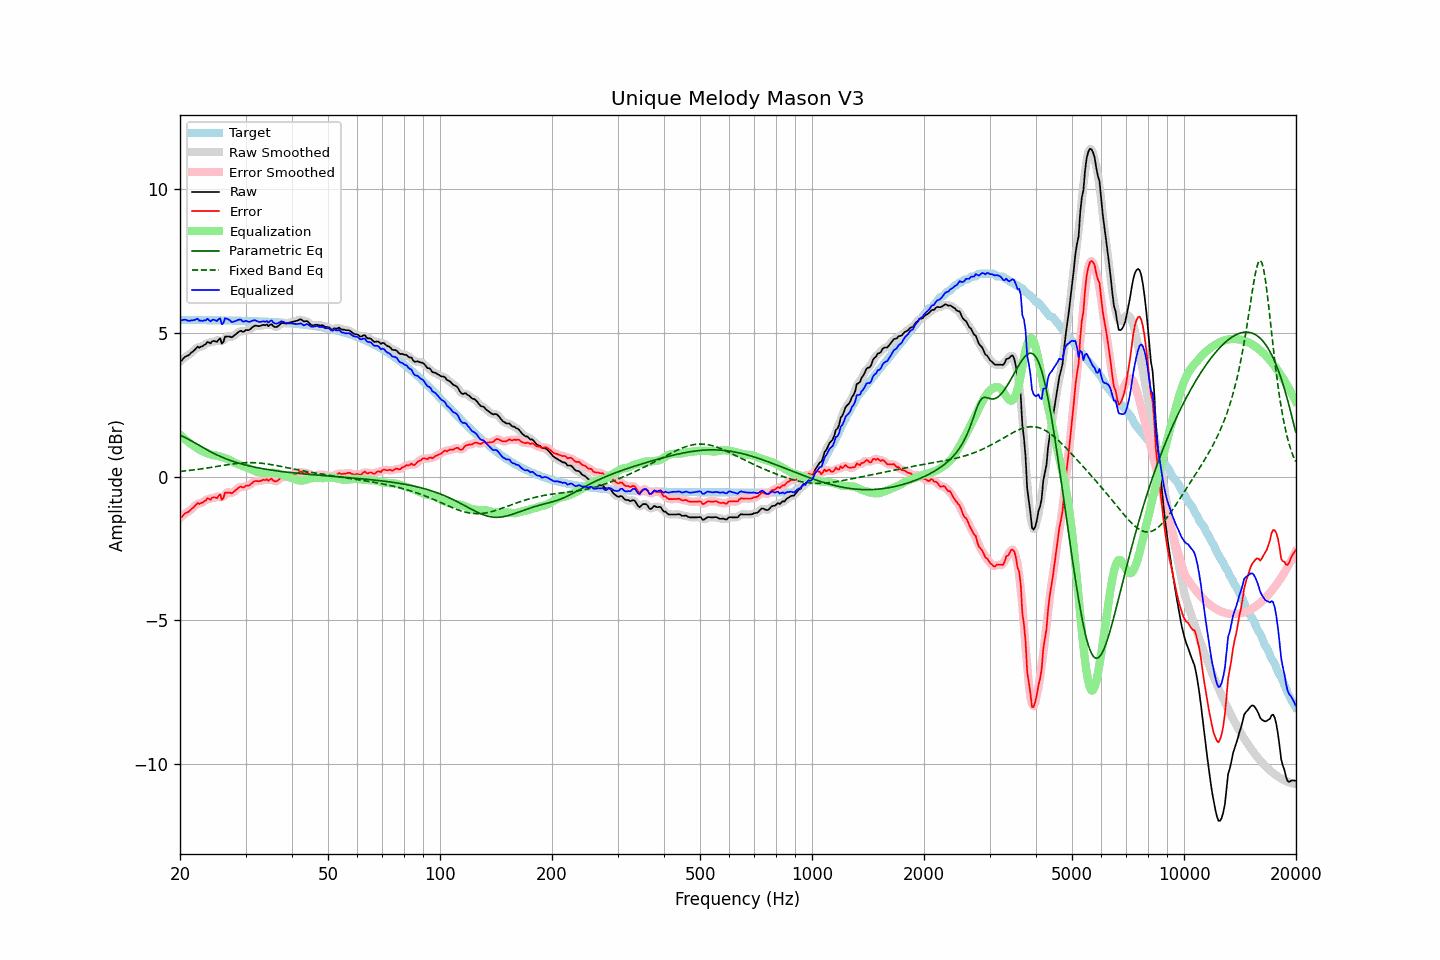 Unique Melody Mason V3
Target
Raw Smoothed
Error Smoothed
Raw
Error
Equalization
Parametric Eq
Fixed Band Eq
Equalized
10
5
0
−5
−10
Amplitude (dBr)
20 50 100 200 500 1000 2000 5000 10000 20000
Frequency (Hz)